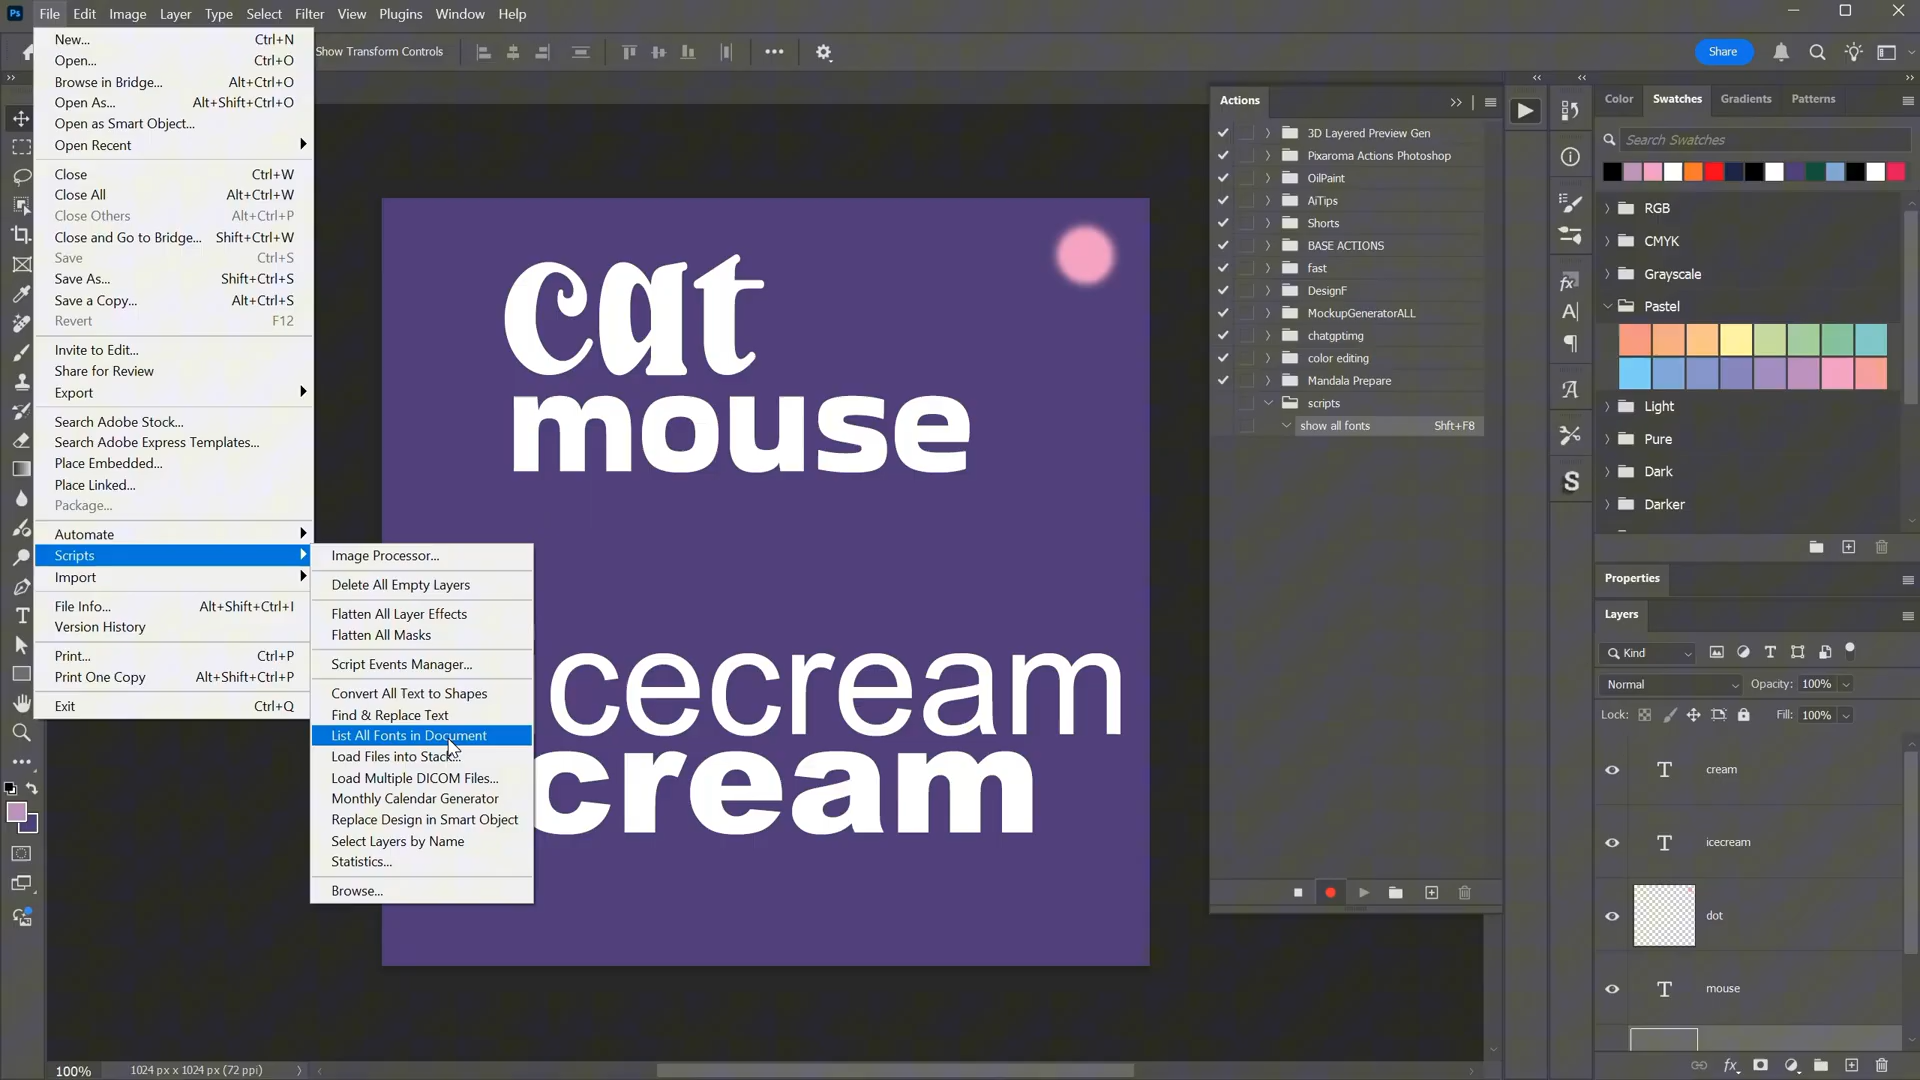 Ps File Edit Image Layer Type Select Filter View Plugins Window Help
Show Transform Controls
Share
New... Ctrl+N
Open... Ctrl+O
Browse in Bridge... Alt+Ctrl+O
Open As... Alt+Shift+Ctrl+O
Open as Smart Object...
Open Recent
Close Ctrl+W
Close All Alt+Ctrl+W
Close Others Alt+Ctrl+P
Close and Go to Bridge... Shift+Ctrl+W
Save Ctrl+S
Save As... Shift+Ctrl+S
Save a Copy... Alt+Ctrl+S
Revert F12
Invite to Edit...
Share for Review
Export
Search Adobe Stock...
Search Adobe Express Templates...
Place Embedded...
Place Linked...
Package...
Automate
Scripts
Import
File Info... Alt+Shift+Ctrl+I
Version History
Print... Ctrl+P
Print One Copy Alt+Shift+Ctrl+P
Exit Ctrl+Q
Image Processor...
Delete All Empty Layers
Flatten All Layer Effects
Flatten All Masks
Script Events Manager...
Convert All Text to Shapes
Find & Replace Text
List All Fonts in Document
Load Files into Stack...
Load Multiple DICOM Files...
Monthly Calendar Generator
Replace Design in Smart Object
Select Layers by Name
Statistics...
Browse...
cat
mouse
cecream
cream
Actions
3D Layered Preview Gen
Pixaroma Actions Photoshop
OilPaint
AiTips
Shorts
BASE ACTIONS
fast
DesignF
MockupGeneratorALL
chatgptimg
color editing
Mandala Prepare
scripts
show all fonts Shft+F8
Color Swatches Gradients Patterns
Search Swatches
RGB
CMYK
Grayscale
Pastel
Light
Pure
Dark
Darker
Properties
Layers
Kind
Normal Opacity: 100%
Lock: Fill: 100%
cream
icecream
dot
mouse
100% 1024 px x 1024 px (72 ppi)